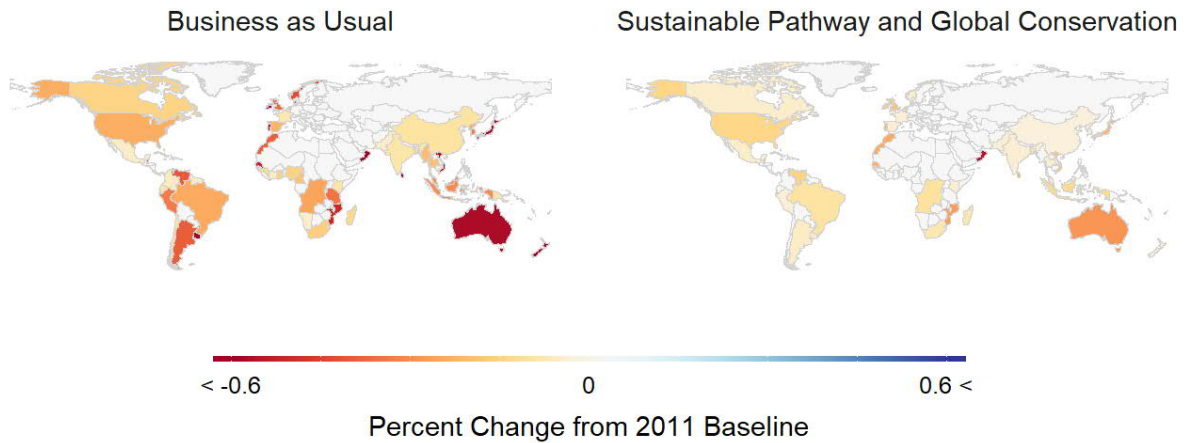 Business as Usual
Sustainable Pathway and Global Conservation
< -0.6
0
0.6 <
Percent Change from 2011 Baseline